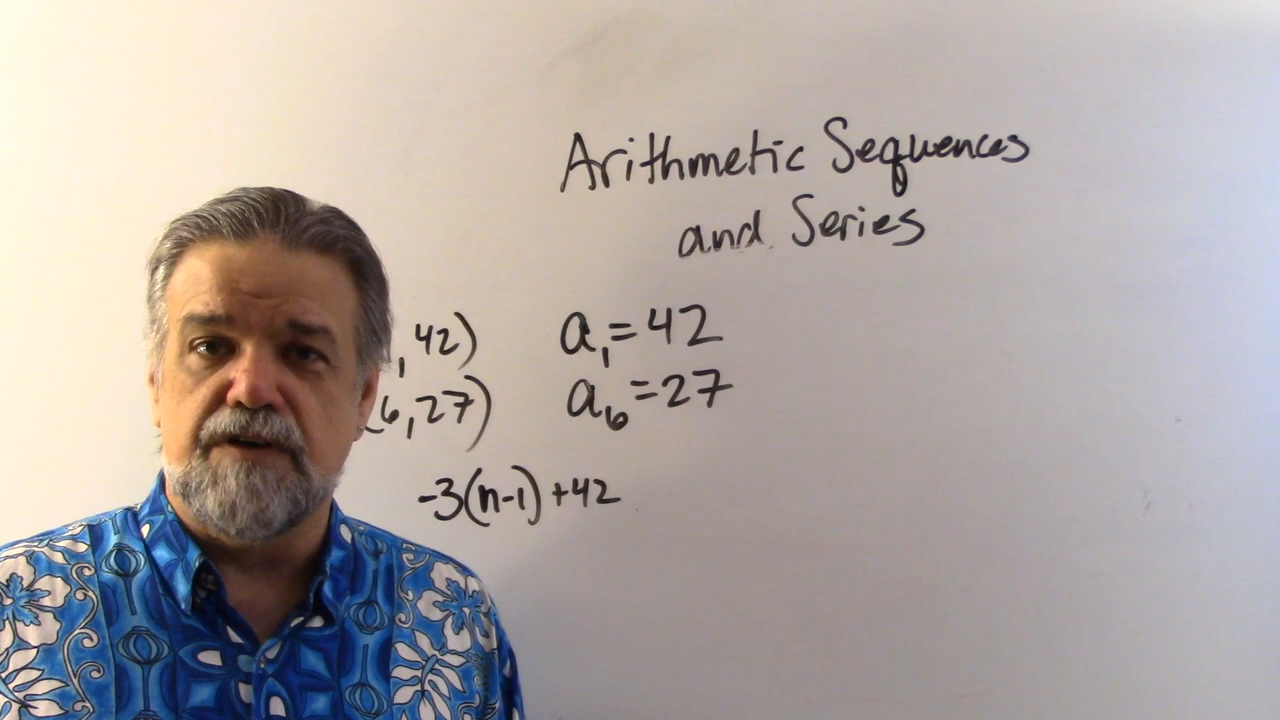 Arithmetic Sequences
and Series
, 42) a₁=42
(6,27) a₆=27
-3(n-1)+42